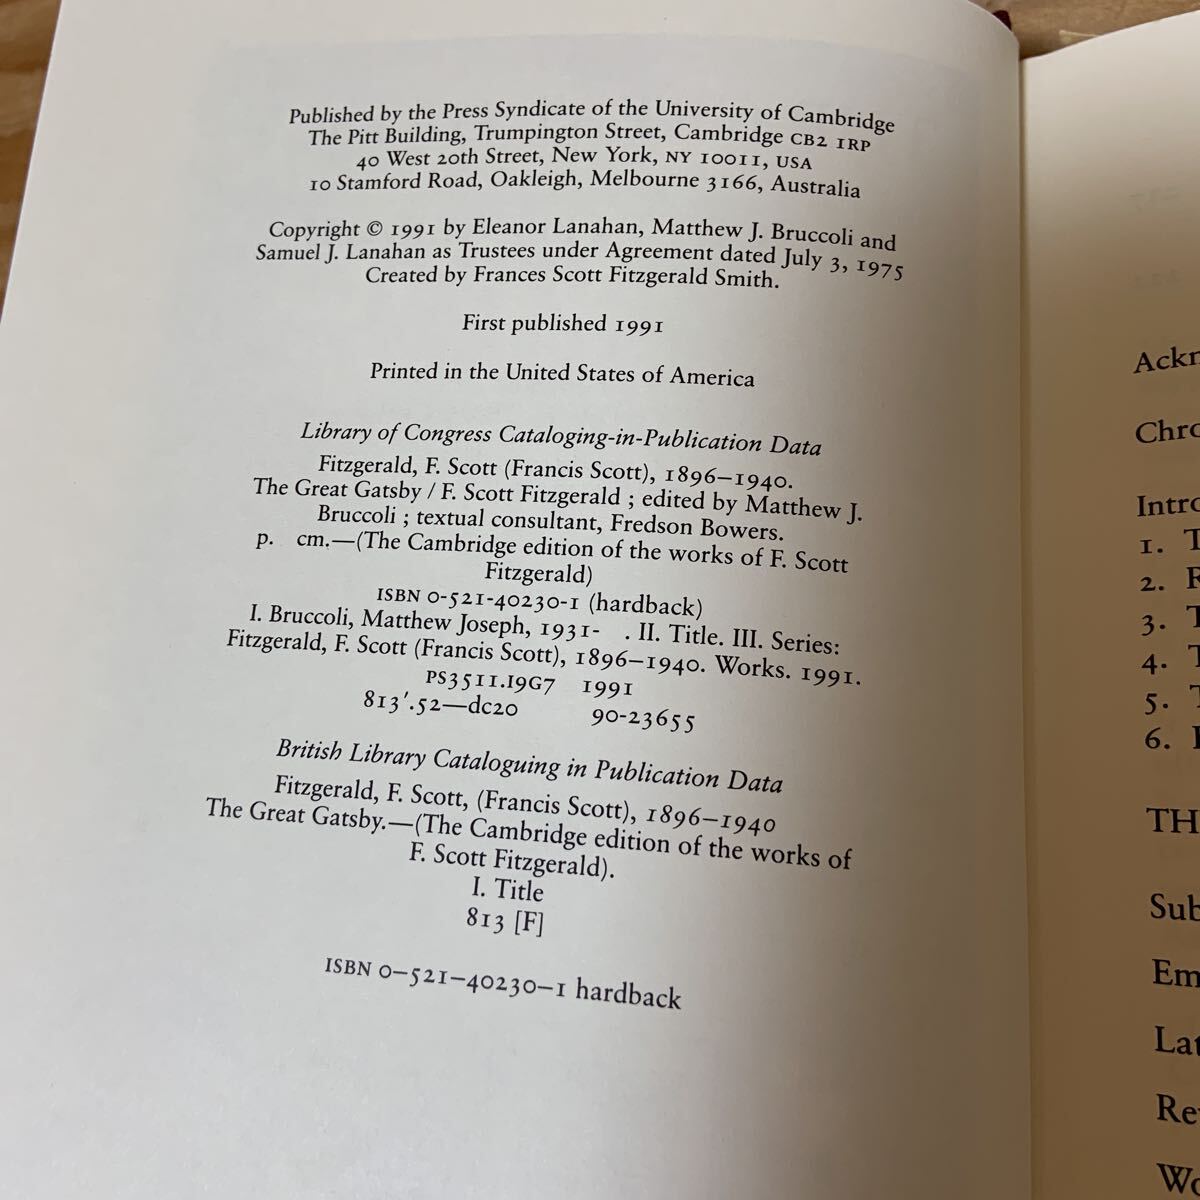 Published by the Press Syndicate of the University of Cambridge
The Pitt Building, Trumpington Street, Cambridge CB2 1RP
40 West 20th Street, New York, NY 10011, USA
10 Stamford Road, Oakleigh, Melbourne 3166, Australia
Copyright © 1991 by Eleanor Lanahan, Matthew J. Bruccoli and
Samuel J. Lanahan as Trustees under Agreement dated July 3, 1975
Created by Frances Scott Fitzgerald Smith.
First published 1991
Printed in the United States of America
Library of Congress Cataloging-in-Publication Data
Fitzgerald, F. Scott (Francis Scott), 1896–1940.
The Great Gatsby / F. Scott Fitzgerald ; edited by Matthew J.
Bruccoli ; textual consultant, Fredson Bowers.
p. cm.—(The Cambridge edition of the works of F. Scott
Fitzgerald)
ISBN 0-521-40230-1 (hardback)
I. Bruccoli, Matthew Joseph, 1931- . II. Title. III. Series:
Fitzgerald, F. Scott (Francis Scott), 1896–1940. Works. 1991.
PS3511.I9G7 1991
813′.52—dc20 90-23655
British Library Cataloguing in Publication Data
Fitzgerald, F. Scott, (Francis Scott), 1896–1940
The Great Gatsby.—(The Cambridge edition of the works of
F. Scott Fitzgerald).
I. Title
813 [F]
ISBN 0–521–40230–1 hardback
Ackn
Chro
Intro
1. T
2.
3. T
4. T
5.
6.
TH
Sub
Em
Lat
Re
Wo